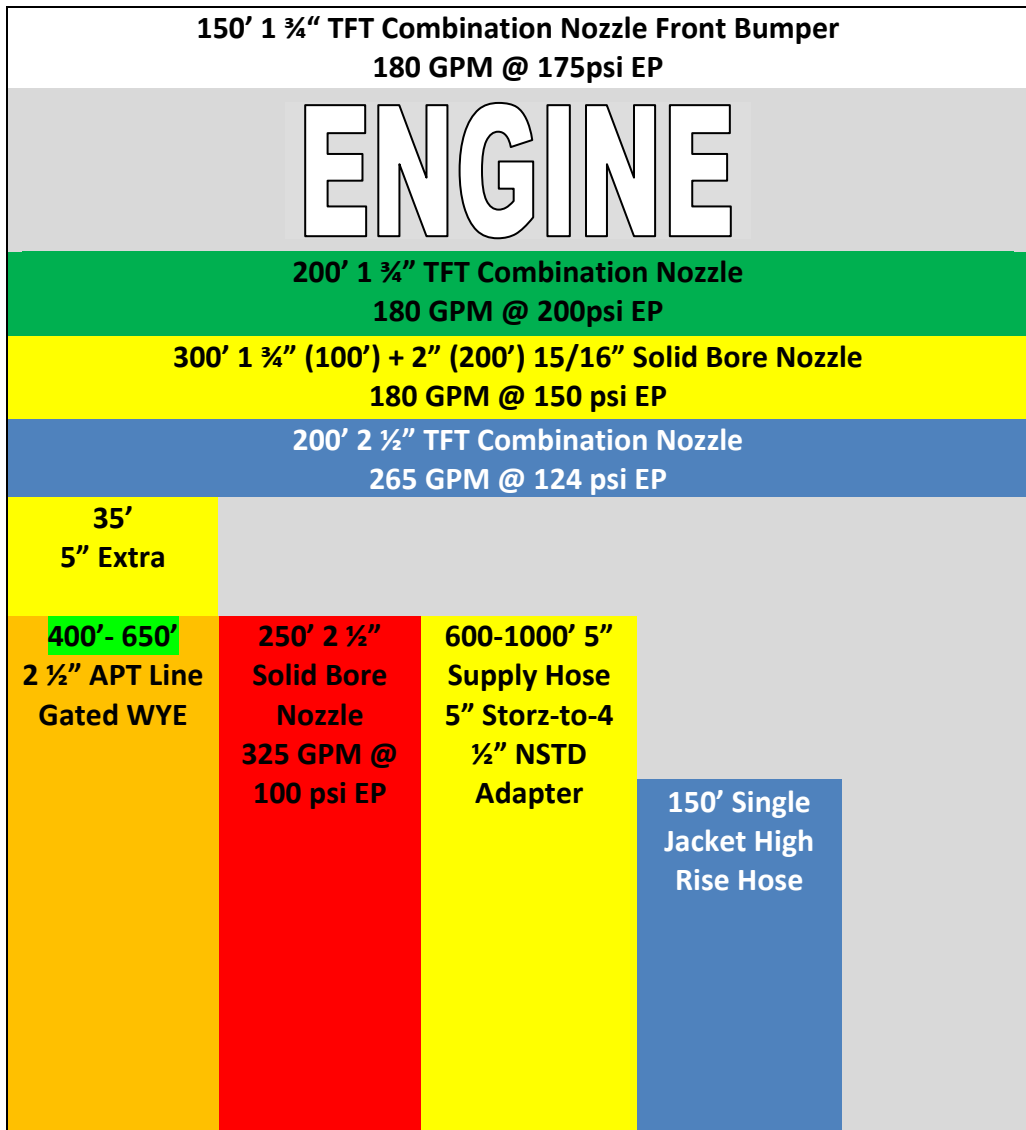 150’ 1 ¾“ TFT Combination Nozzle Front Bumper
180 GPM @ 175psi EP
ENGINE
200’ 1 ¾” TFT Combination Nozzle
180 GPM @ 200psi EP
300’ 1 ¾” (100’) + 2” (200’) 15/16” Solid Bore Nozzle
180 GPM @ 150 psi EP
200’ 2 ½” TFT Combination Nozzle
265 GPM @ 124 psi EP
35’
5” Extra
400’- 650’
2 ½” APT Line
Gated WYE
250’ 2 ½”
Solid Bore
Nozzle
325 GPM @
100 psi EP
600-1000’ 5”
Supply Hose
5” Storz-to-4
½” NSTD
Adapter
150’ Single
Jacket High
Rise Hose